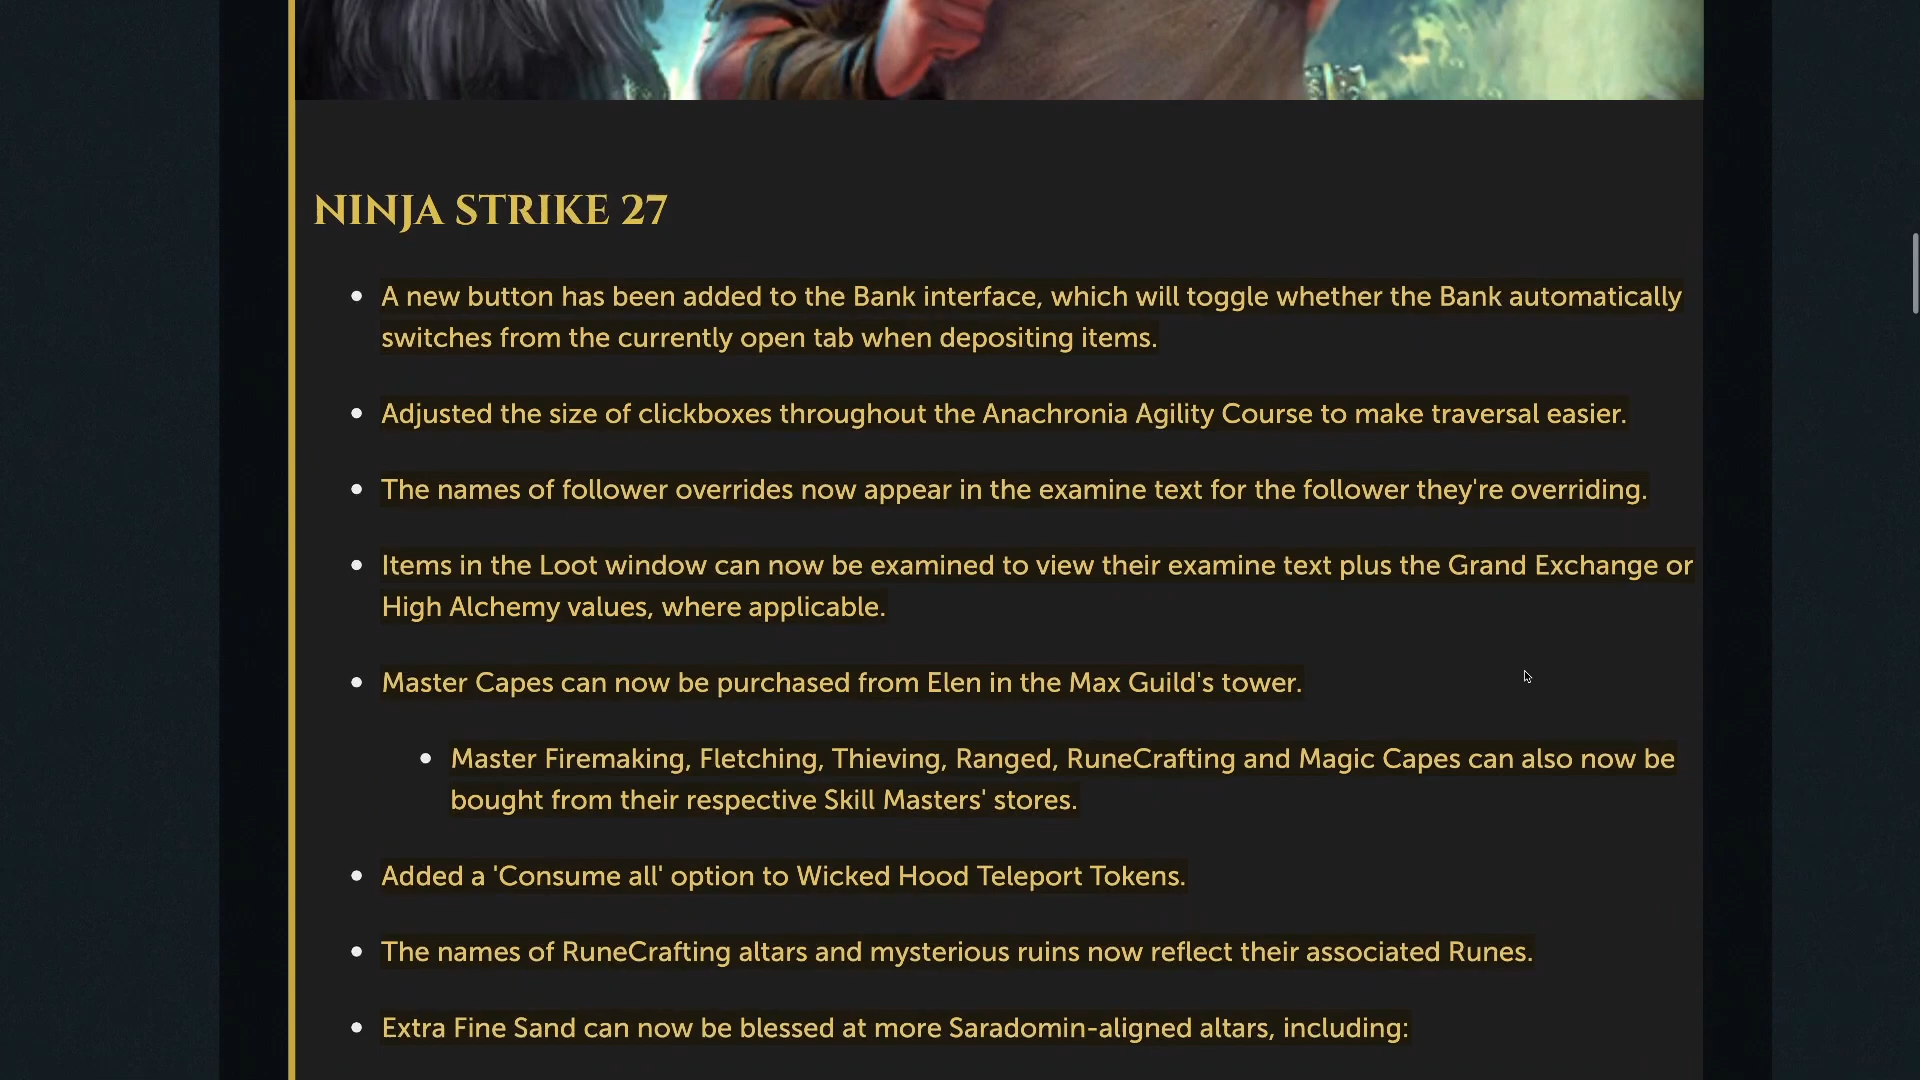 NINJA STRIKE 27
A new button has been added to the Bank interface, which will toggle whether the Bank automatically
switches from the currently open tab when depositing items.
Adjusted the size of clickboxes throughout the Anachronia Agility Course to make traversal easier.
The names of follower overrides now appear in the examine text for the follower they're overriding.
Items in the Loot window can now be examined to view their examine text plus the Grand Exchange or
High Alchemy values, where applicable.
Master Capes can now be purchased from Elen in the Max Guild's tower.
Master Firemaking, Fletching, Thieving, Ranged, RuneCrafting and Magic Capes can also now be
bought from their respective Skill Masters' stores.
Added a 'Consume all' option to Wicked Hood Teleport Tokens.
The names of RuneCrafting altars and mysterious ruins now reflect their associated Runes.
Extra Fine Sand can now be blessed at more Saradomin-aligned altars, including: